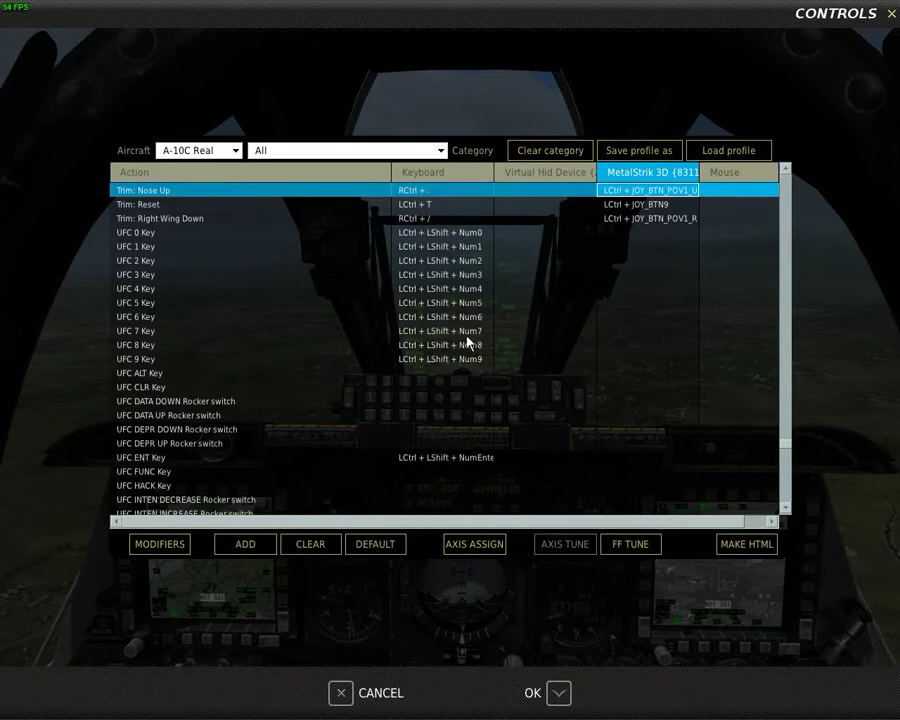 54 FPS
CONTROLS
Aircraft A-10C Real All Category Clear category Save profile as Load profile
Action Keyboard Virtual Hid Device { MetalStrik 3D {8311 Mouse
Trim: Nose Up RCtrl + . LCtrl + JOY_BTN_POV1_U
Trim: Reset LCtrl + T LCtrl + JOY_BTN9
Trim: Right Wing Down RCtrl + / LCtrl + JOY_BTN_POV1_R
UFC 0 Key LCtrl + LShift + Num0
UFC 1 Key LCtrl + LShift + Num1
UFC 2 Key LCtrl + LShift + Num2
UFC 3 Key LCtrl + LShift + Num3
UFC 4 Key LCtrl + LShift + Num4
UFC 5 Key LCtrl + LShift + Num5
UFC 6 Key LCtrl + LShift + Num6
UFC 7 Key LCtrl + LShift + Num7
UFC 8 Key LCtrl + LShift + Num8
UFC 9 Key LCtrl + LShift + Num9
UFC ALT Key
UFC CLR Key
UFC DATA DOWN Rocker switch
UFC DATA UP Rocker switch
UFC DEPR DOWN Rocker switch
UFC DEPR UP Rocker switch
UFC ENT Key LCtrl + LShift + NumEnte
UFC FUNC Key
UFC HACK Key
UFC INTEN DECREASE Rocker switch
UFC INTEN INCREASE Rocker switch
MODIFIERS ADD CLEAR DEFAULT AXIS ASSIGN AXIS TUNE FF TUNE MAKE HTML
CANCEL OK